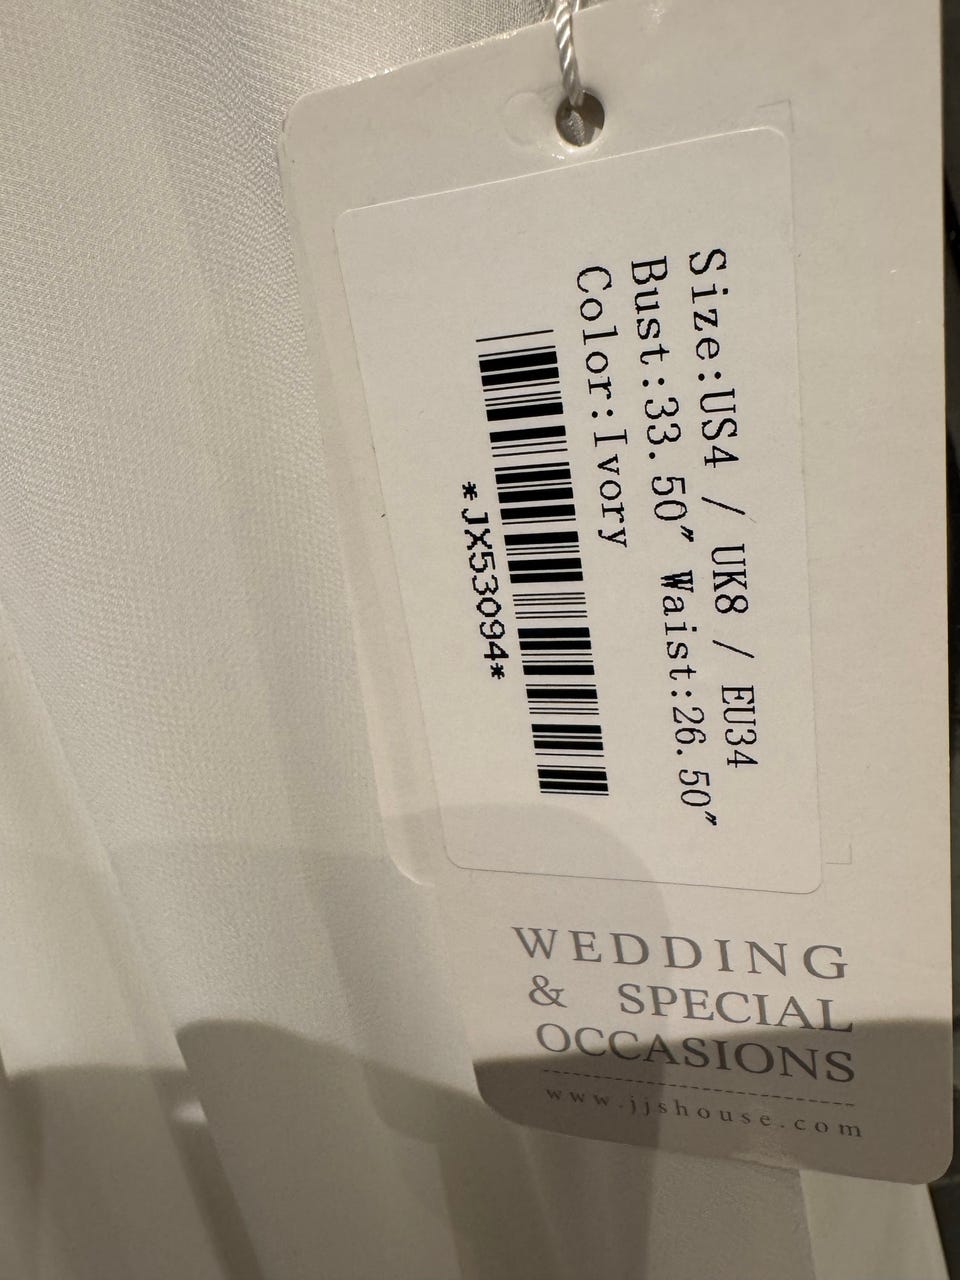 Size:US4 / UK8 / EU34
Bust:33.50″ Waist:26.50″
Color:Ivory
*JX53094*
WEDDING
& SPECIAL
OCCASIONS
www.jjshouse.com